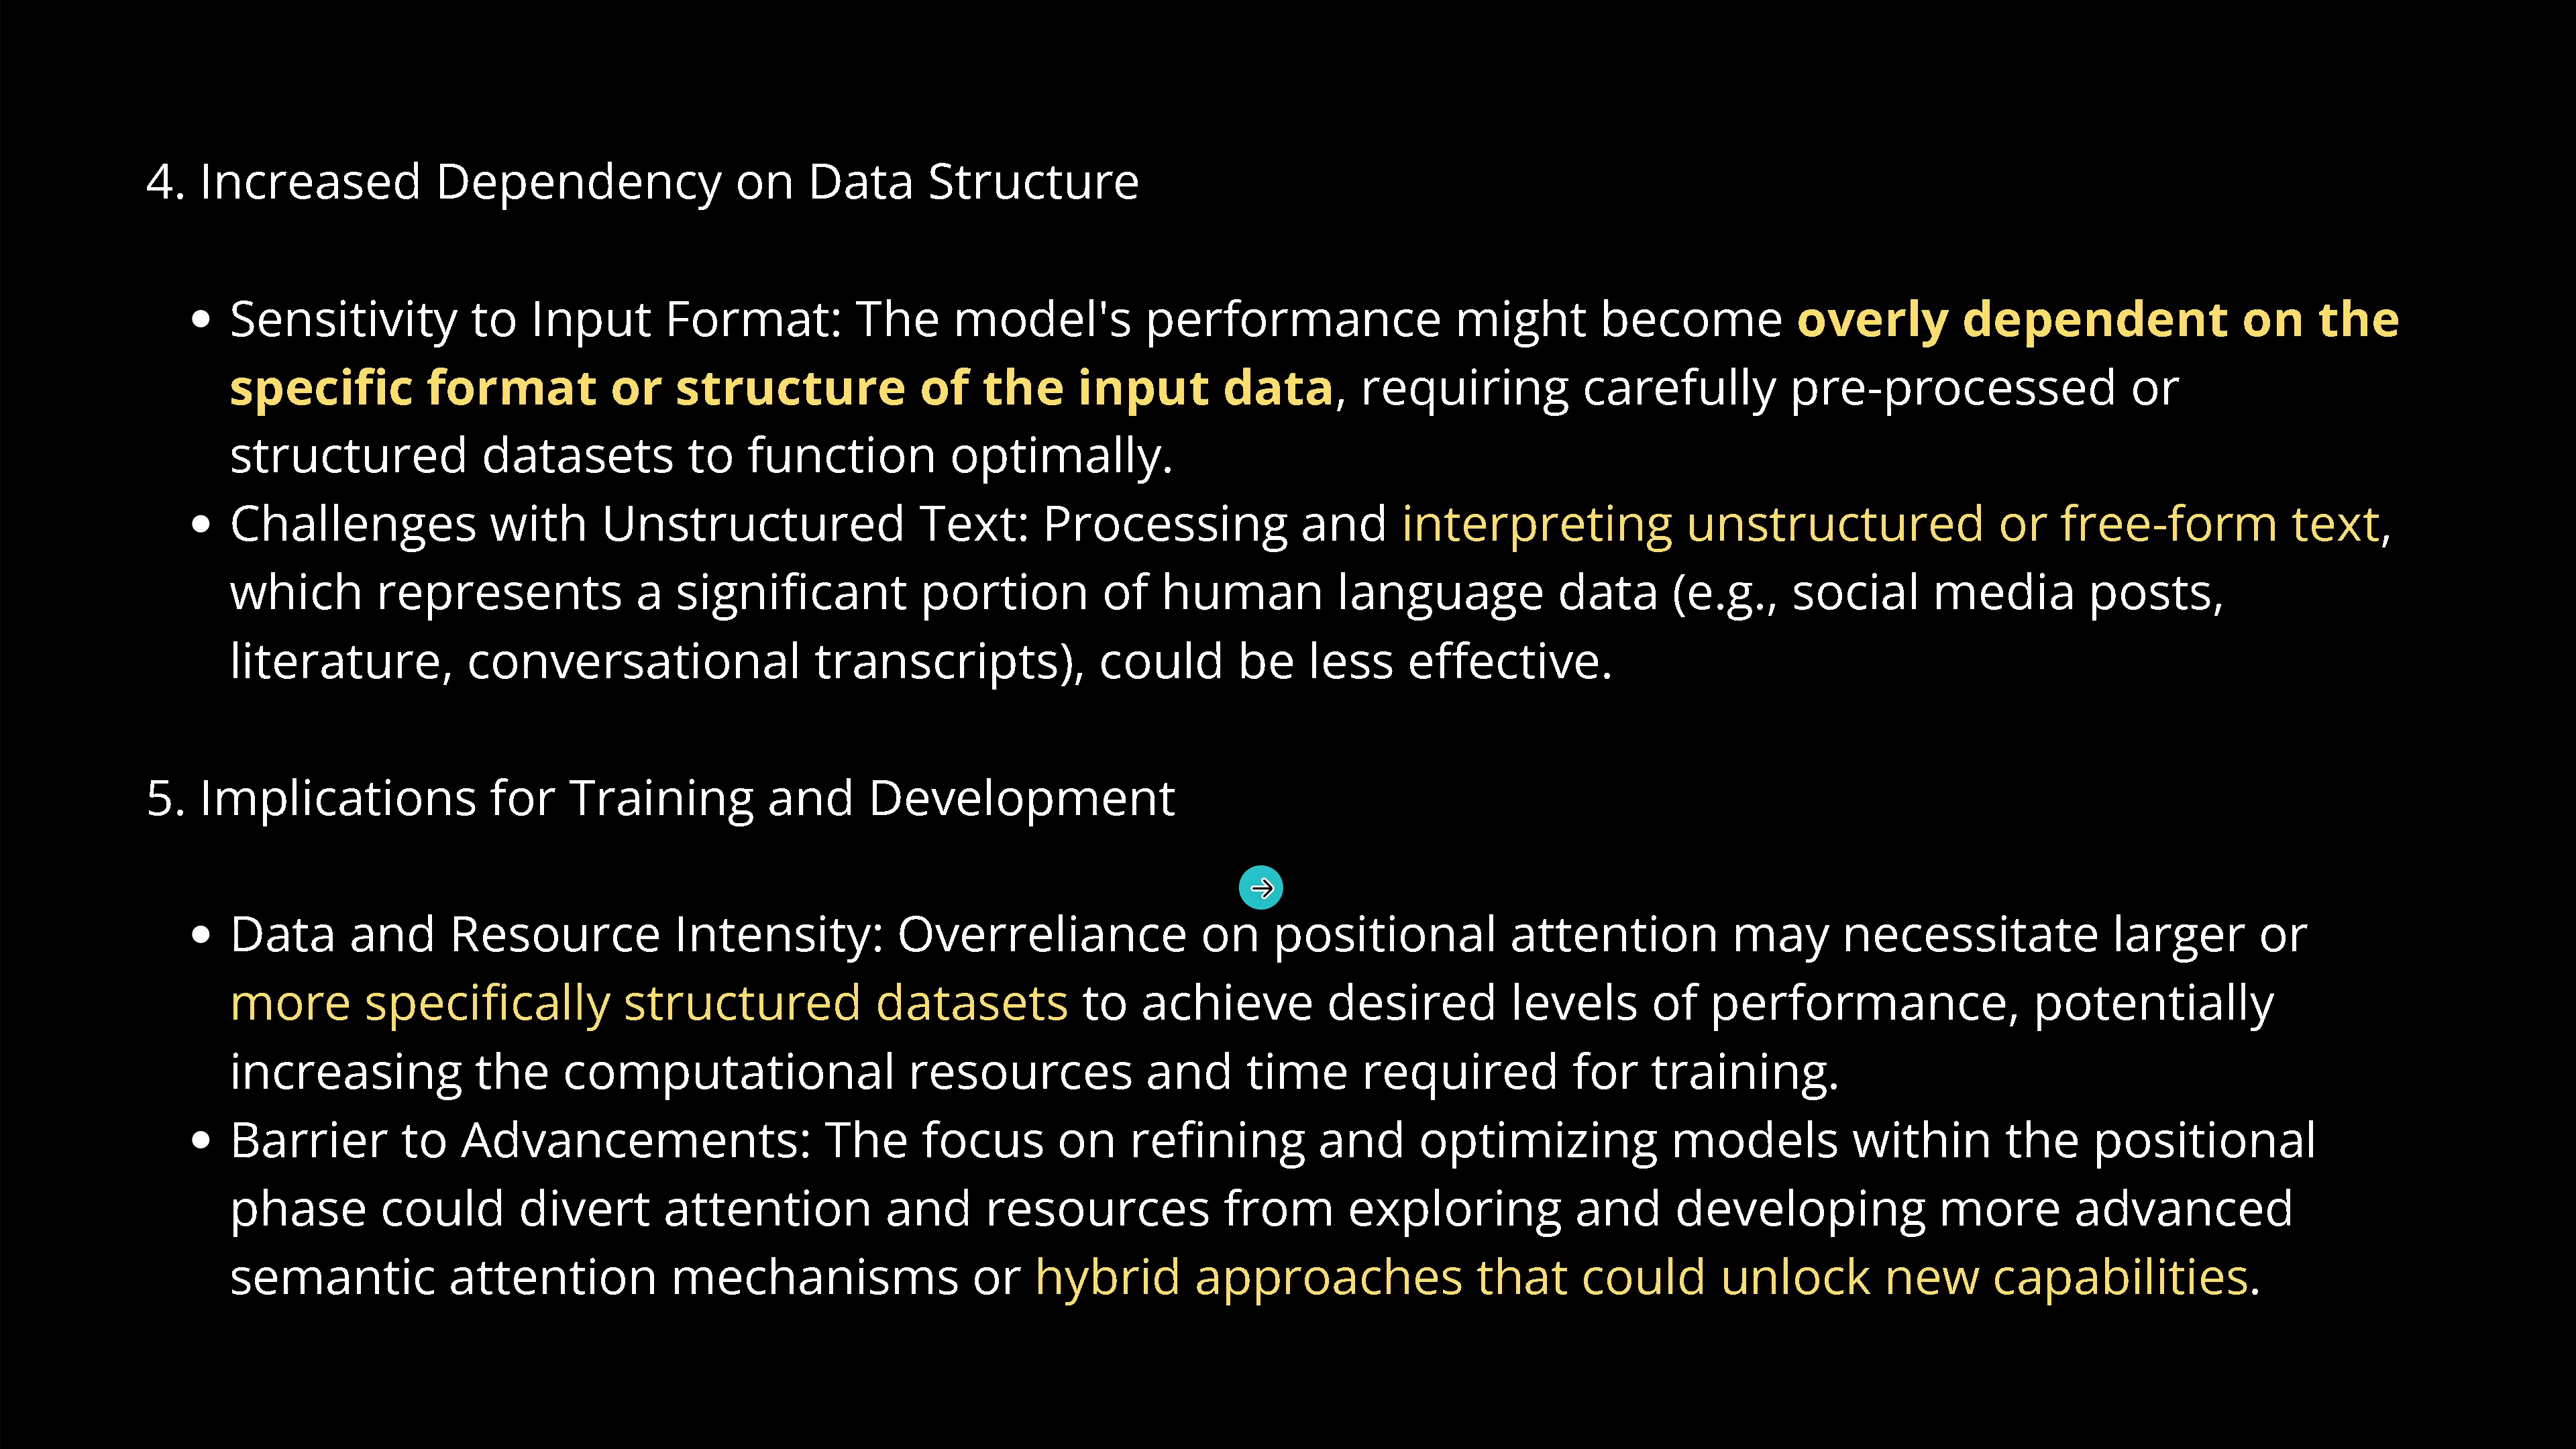 4. Increased Dependency on Data Structure
• Sensitivity to Input Format: The model's performance might become overly dependent on the
specific format or structure of the input data, requiring carefully pre-processed or
structured datasets to function optimally.
• Challenges with Unstructured Text: Processing and interpreting unstructured or free-form text,
which represents a significant portion of human language data (e.g., social media posts,
literature, conversational transcripts), could be less effective.
5. Implications for Training and Development
• Data and Resource Intensity: Overreliance on positional attention may necessitate larger or
more specifically structured datasets to achieve desired levels of performance, potentially
increasing the computational resources and time required for training.
• Barrier to Advancements: The focus on refining and optimizing models within the positional
phase could divert attention and resources from exploring and developing more advanced
semantic attention mechanisms or hybrid approaches that could unlock new capabilities.